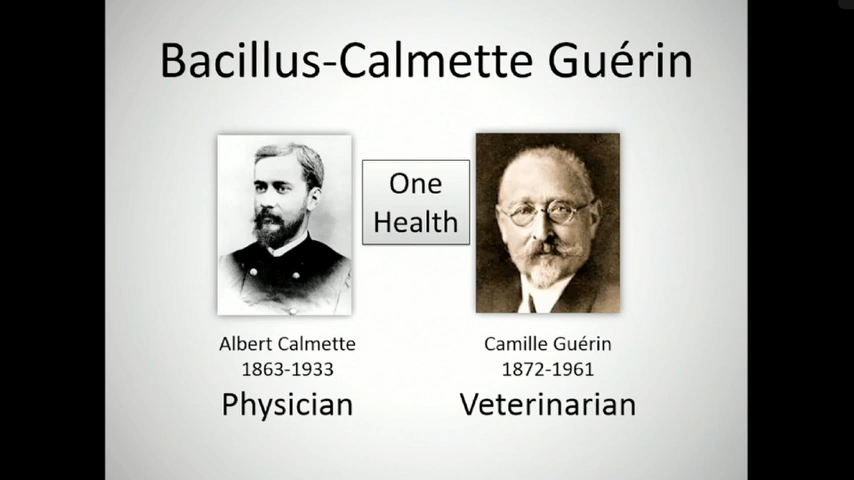 Bacillus-Calmette Guérin
One
Health
Albert Calmette
1863-1933
Physician
Camille Guérin
1872-1961
Veterinarian